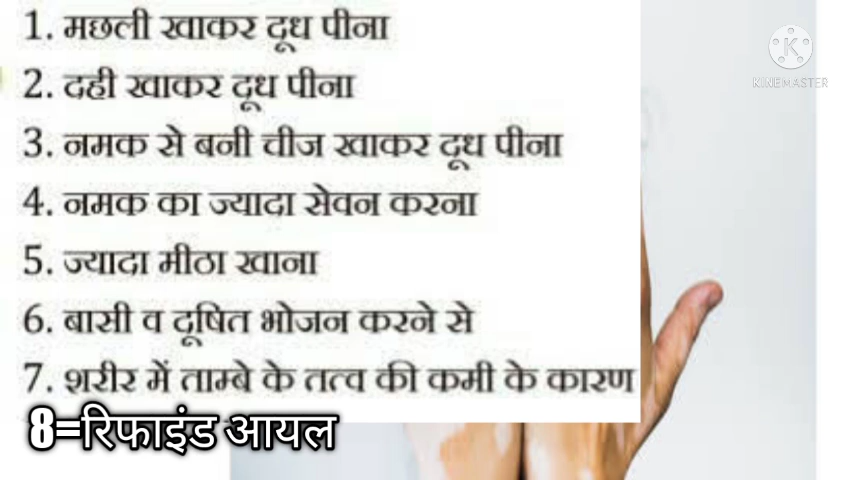 1. मछली खाकर दूध पीना
2. दही खाकर दूध पीना
3. नमक से बनी चीज खाकर दूध पीना
4. नमक का ज्यादा सेवन करना
5. ज्यादा मीठा खाना
6. बासी व दूषित भोजन करने से
7. शरीर में ताम्बे के तत्व की कमी के कारण
8=रिफाइंड आयल
K
KINEMASTER